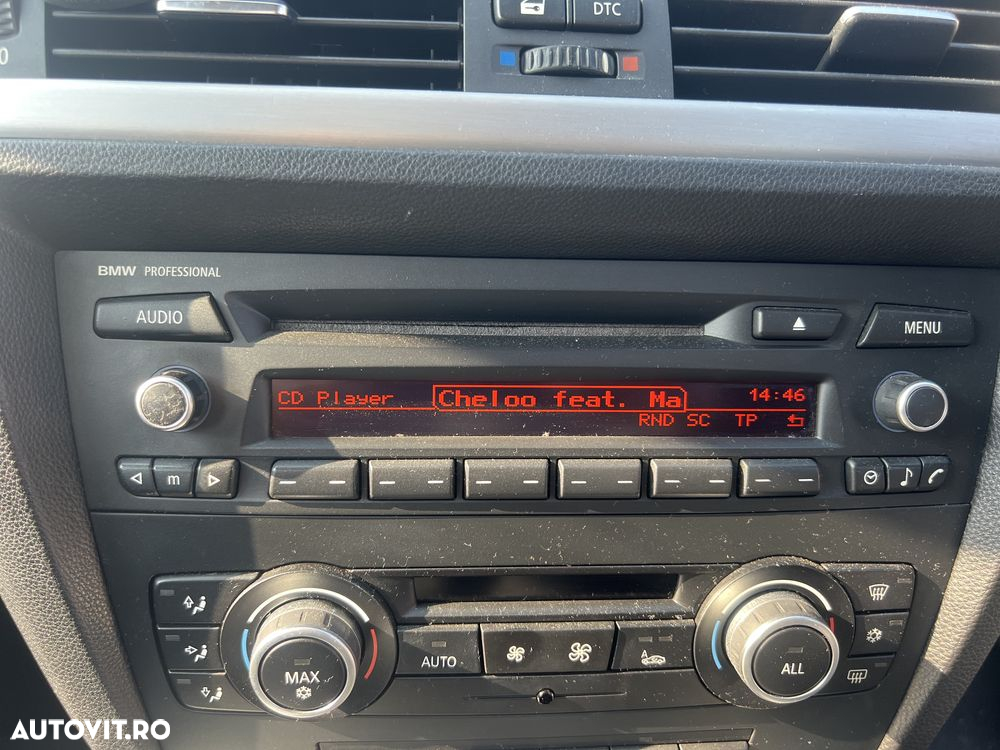 DTC
0
BMW PROFESSIONAL
AUDIO
MENU
CD Player Cheloo feat. Ma 14:46
RND SC TP
m
MAX
AUTO
A
ALL
AUTOVIT.RO